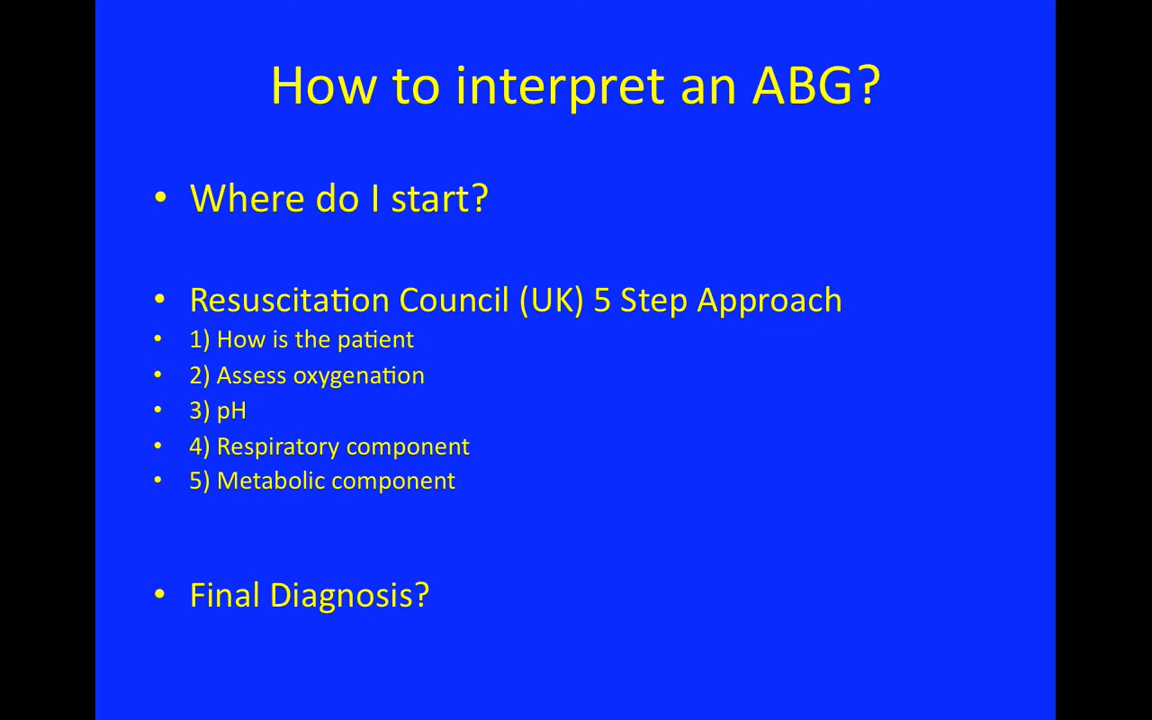 How to interpret an ABG?
• Where do I start?
• Resuscitation Council (UK) 5 Step Approach
• 1) How is the patient
• 2) Assess oxygenation
• 3) pH
• 4) Respiratory component
• 5) Metabolic component
• Final Diagnosis?